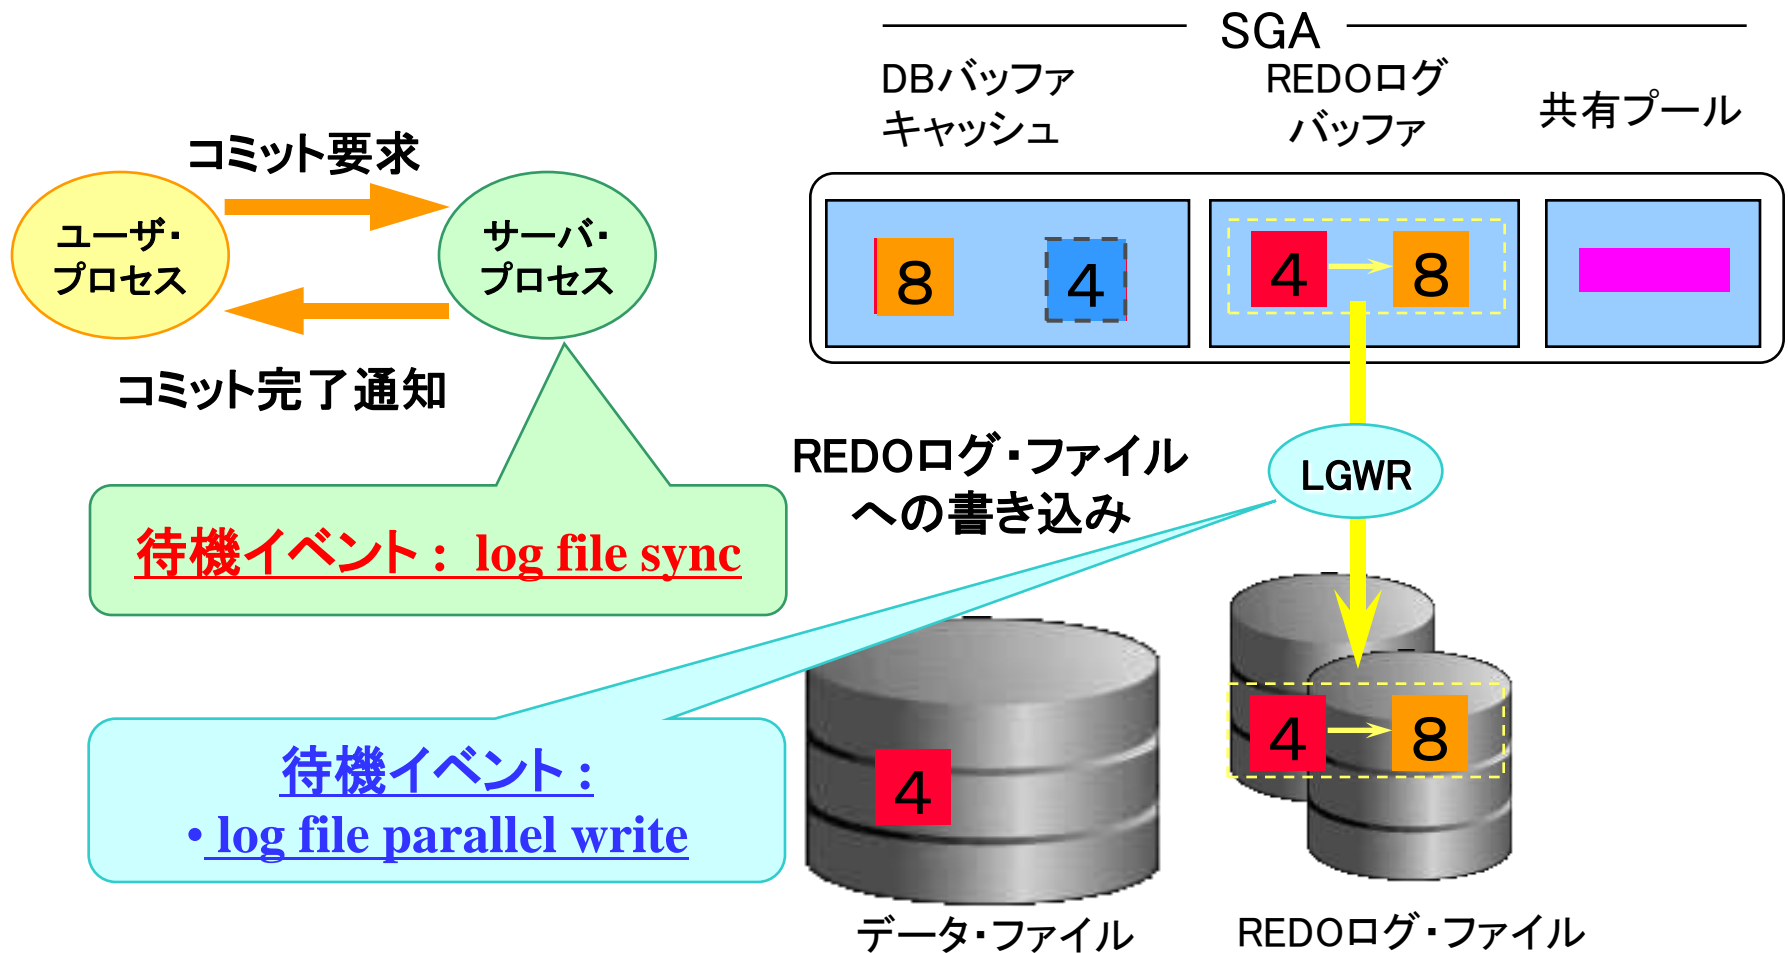 SGA
DBバッファ
キャッシュ
REDOログ
バッファ
共有プール
コミット要求
ユーザ・
プロセス
サーバ・
プロセス
8
4
4
8
コミット完了通知
REDOログ・ファイル
への書き込み
LGWR
待機イベント : log file sync
待機イベント :
• log file parallel write
4
4
8
データ・ファイル
REDOログ・ファイル